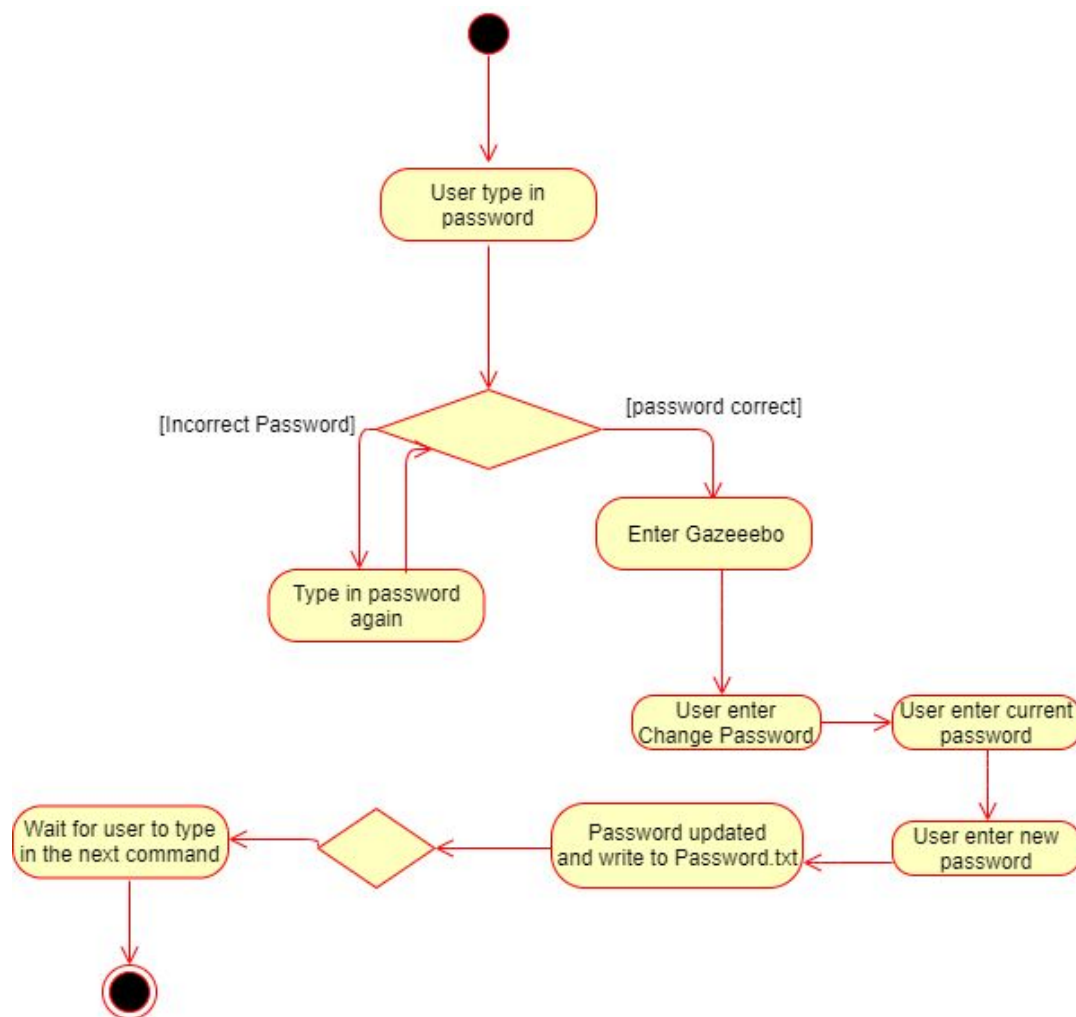 User type in
password
[Incorrect Password]
[password correct]
Enter Gazeeebo
Type in password
again
User enter
Change Password
User enter current
password
User enter new
password
Password updated
and write to Password.txt
Wait for user to type
in the next command